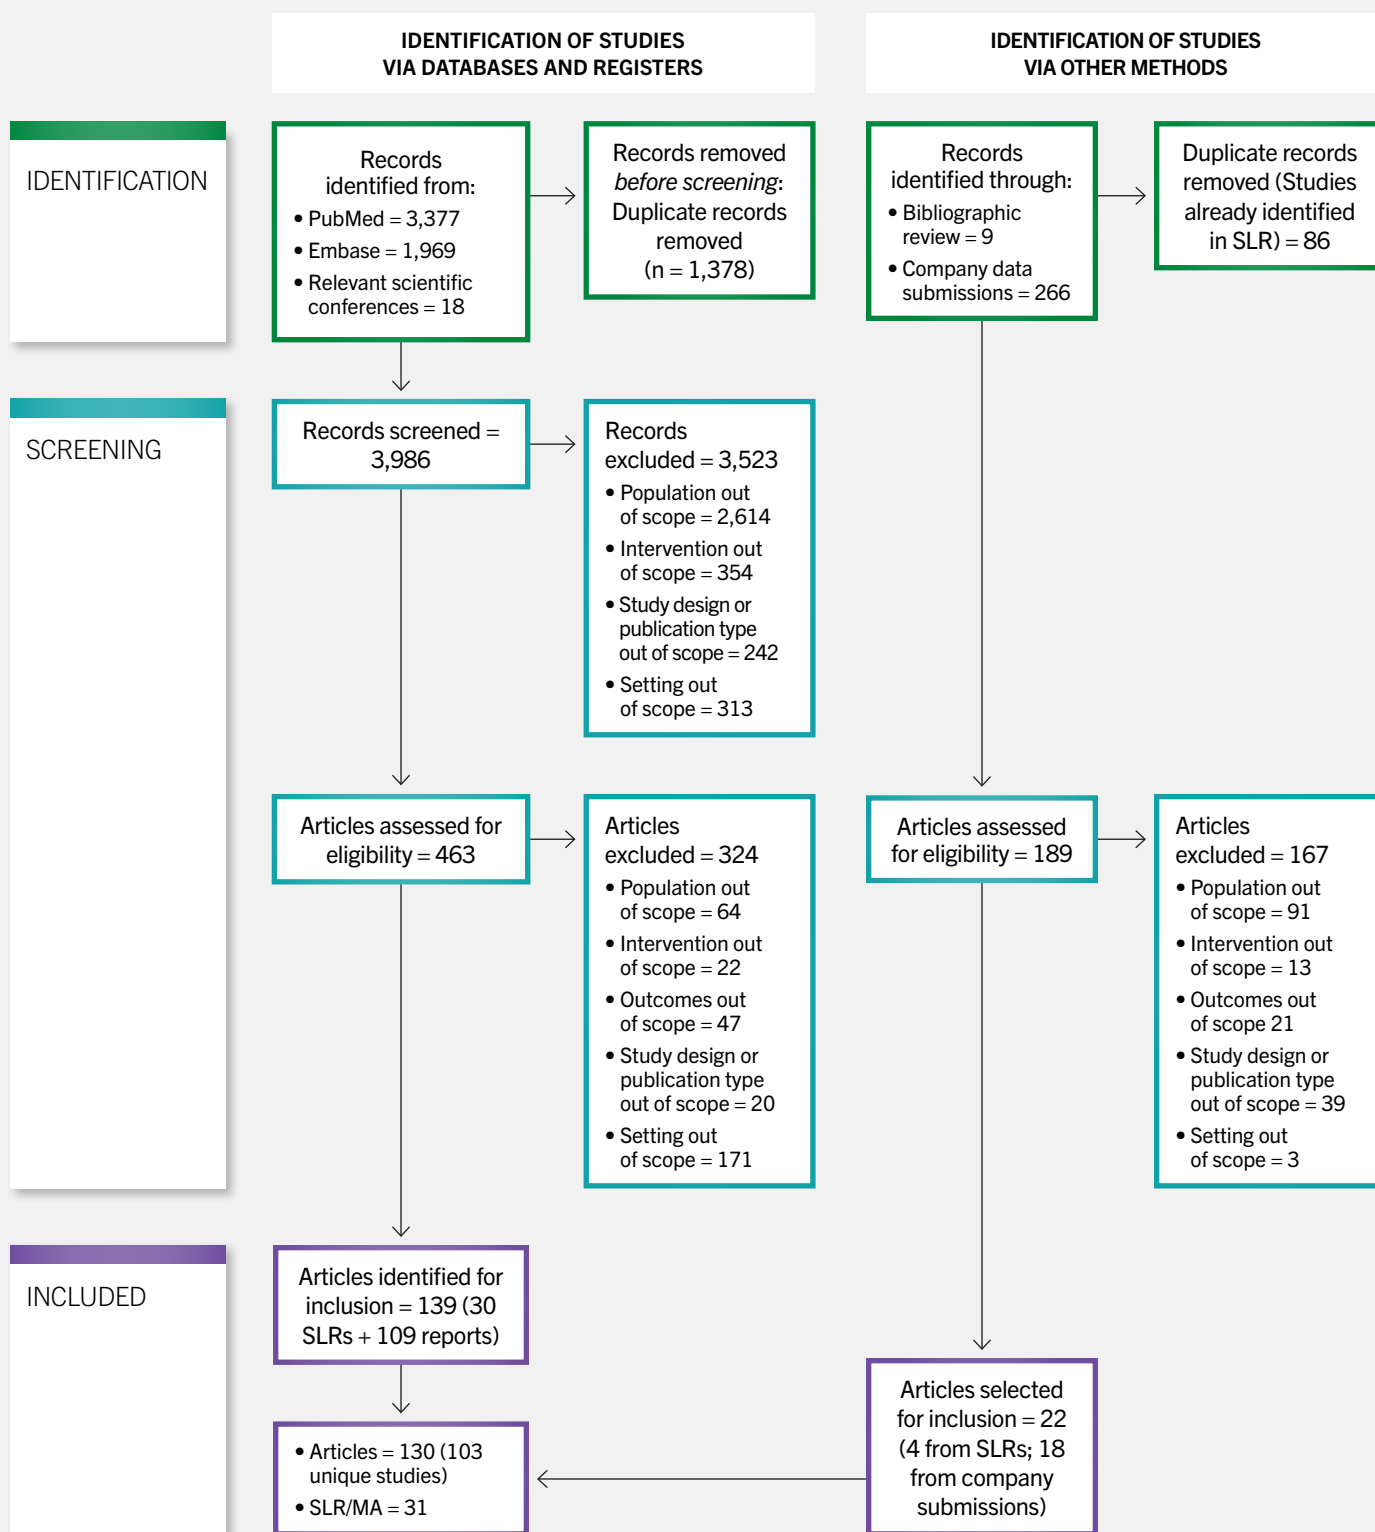 IDENTIFICATION OF STUDIES
VIA DATABASES AND REGISTERS
IDENTIFICATION OF STUDIES
VIA OTHER METHODS
IDENTIFICATION
Records
identified from:
• PubMed = 3,377
• Embase = 1,969
• Relevant scientific
conferences = 18
Records removed
before screening:
Duplicate records
removed
(n = 1,378)
Records
identified through:
• Bibliographic
review = 9
• Company data
submissions = 266
Duplicate records
removed (Studies
already identified
in SLR) = 86
SCREENING
Records screened =
3,986
Records
excluded = 3,523
• Population out
of scope = 2,614
• Intervention out
of scope = 354
• Study design or
publication type
out of scope = 242
• Setting out
of scope = 313
Articles assessed for
eligibility = 463
Articles
excluded = 324
• Population out
of scope = 64
• Intervention out
of scope = 22
• Outcomes out
of scope = 47
• Study design or
publication type
out of scope = 20
• Setting out
of scope = 171
Articles assessed
for eligibility = 189
Articles
excluded = 167
• Population out
of scope = 91
• Intervention out
of scope = 13
• Outcomes out
of scope 21
• Study design or
publication type
out of scope = 39
• Setting out
of scope = 3
INCLUDED
Articles identified for
inclusion = 139 (30
SLRs + 109 reports)
Articles selected
for inclusion = 22
(4 from SLRs; 18
from company
submissions)
• Articles = 130 (103
unique studies)
• SLR/MA = 31